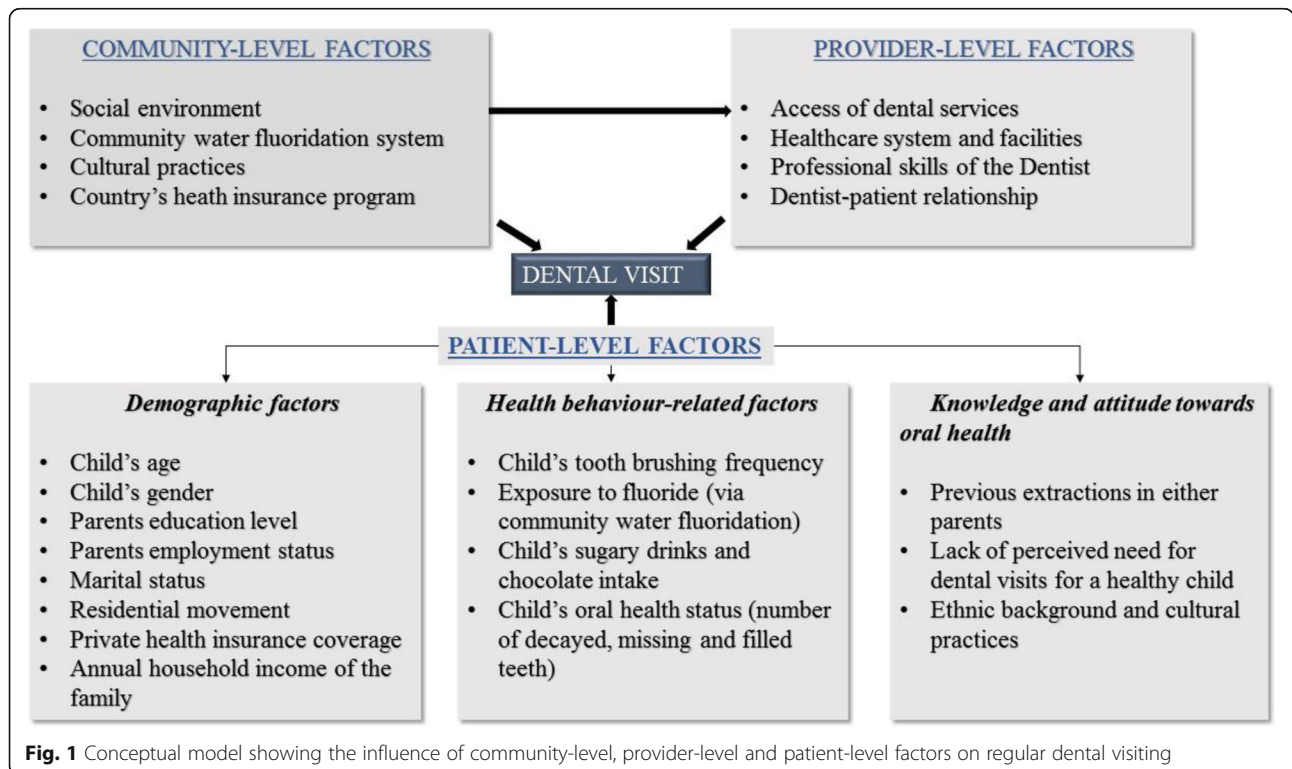 COMMUNITY-LEVEL FACTORS
• Social environment
• Community water fluoridation system
• Cultural practices
• Country's heath insurance program
PROVIDER-LEVEL FACTORS
• Access of dental services
• Healthcare system and facilities
• Professional skills of the Dentist
• Dentist-patient relationship
DENTAL VISIT
PATIENT-LEVEL FACTORS
Demographic factors
• Child's age
• Child's gender
• Parents education level
• Parents employment status
• Marital status
• Residential movement
• Private health insurance coverage
• Annual household income of the
family
Health behaviour-related factors
• Child's tooth brushing frequency
• Exposure to fluoride (via
community water fluoridation)
• Child's sugary drinks and
chocolate intake
• Child's oral health status (number
of decayed, missing and filled
teeth)
Knowledge and attitude towards
oral health
• Previous extractions in either
parents
• Lack of perceived need for
dental visits for a healthy child
• Ethnic background and cultural
practices
Fig. 1 Conceptual model showing the influence of community-level, provider-level and patient-level factors on regular dental visiting